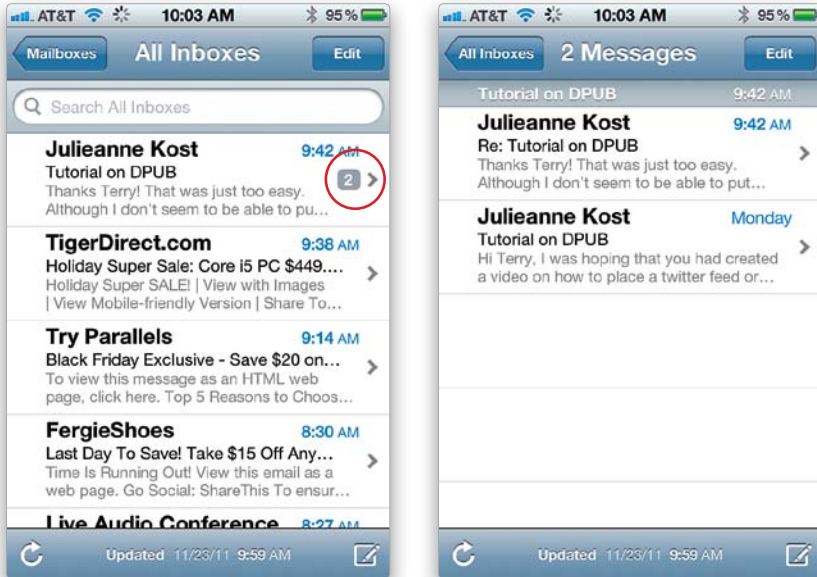 AT&T 10:03 AM 95%
Mailboxes All Inboxes Edit
Search All Inboxes
Julieanne Kost 9:42 AM
Tutorial on DPUB
Thanks Terry! That was just too easy. 2
Although I don't seem to be able to pu...
TigerDirect.com 9:38 AM
Holiday Super Sale: Core i5 PC $449....
Holiday Super SALE! | View with Images
| View Mobile-friendly Version | Share To...
Try Parallels 9:14 AM
Black Friday Exclusive - Save $20 on...
To view this message as an HTML web
page, click here. Top 5 Reasons to Choos...
FergieShoes 8:30 AM
Last Day To Save! Take $15 Off Any...
Time Is Running Out! View this email as a
web page. Go Social: ShareThis To ensur...
Live Audio Conference 8:27 AM
Updated 11/23/11 9:59 AM
AT&T 10:03 AM 95%
All Inboxes 2 Messages Edit
Tutorial on DPUB 9:42 AM
Julieanne Kost 9:42 AM
Re: Tutorial on DPUB
Thanks Terry! That was just too easy.
Although I don't seem to be able to put...
Julieanne Kost Monday
Tutorial on DPUB
Hi Terry, I was hoping that you had created
a video on how to place a twitter feed or...
Updated 11/23/11 9:59 AM